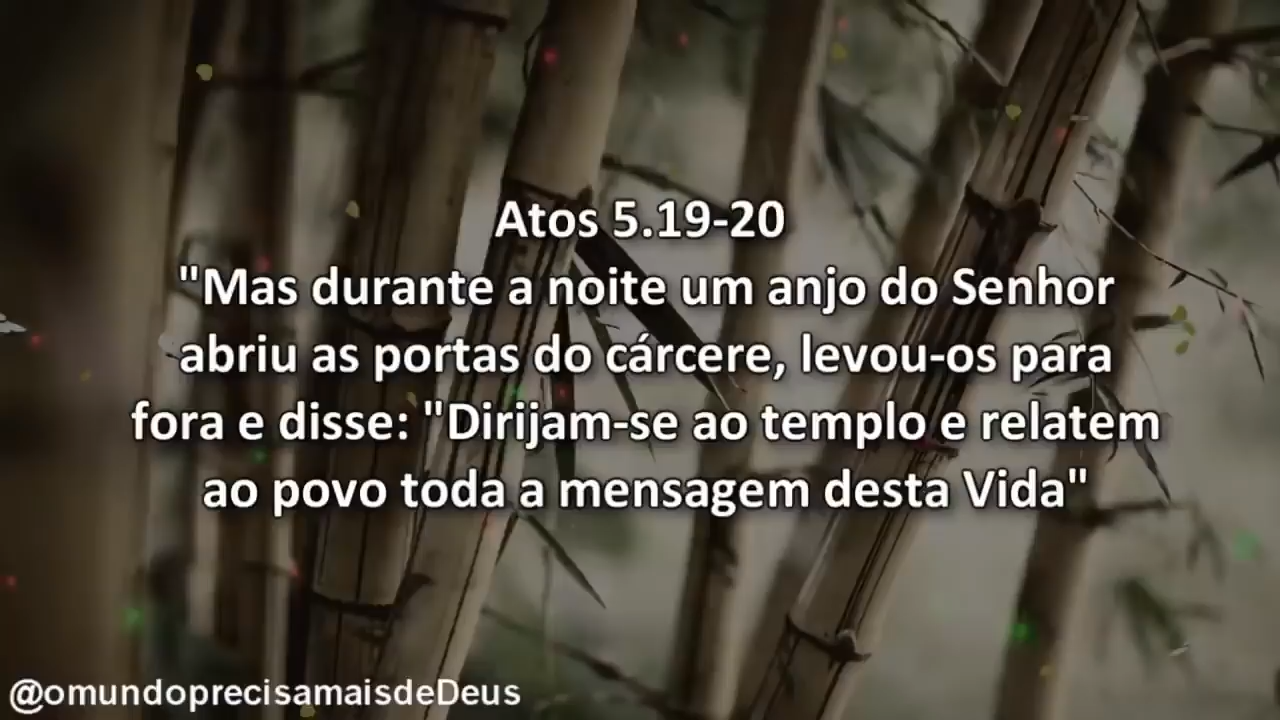 Atos 5.19-20
"Mas durante a noite um anjo do Senhor
abriu as portas do cárcere, levou-os para
fora e disse: "Dirijam-se ao templo e relatem
ao povo toda a mensagem desta Vida"
@omundoprecisamaisdeDeus